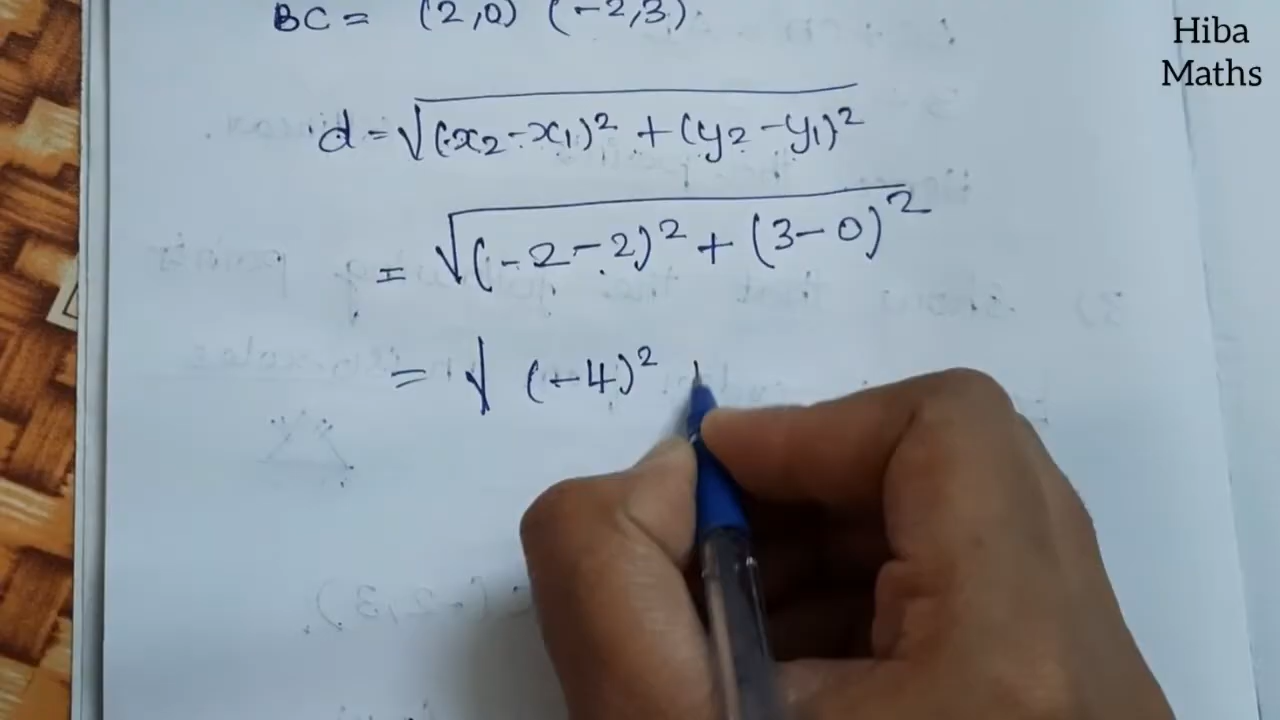 BC = (2,0) (-2,3)
Hiba
Maths
d = √(x₂-x₁)² + (y₂-y₁)²
= √(-2-2)² + (3-0)²
= √ (-4)²